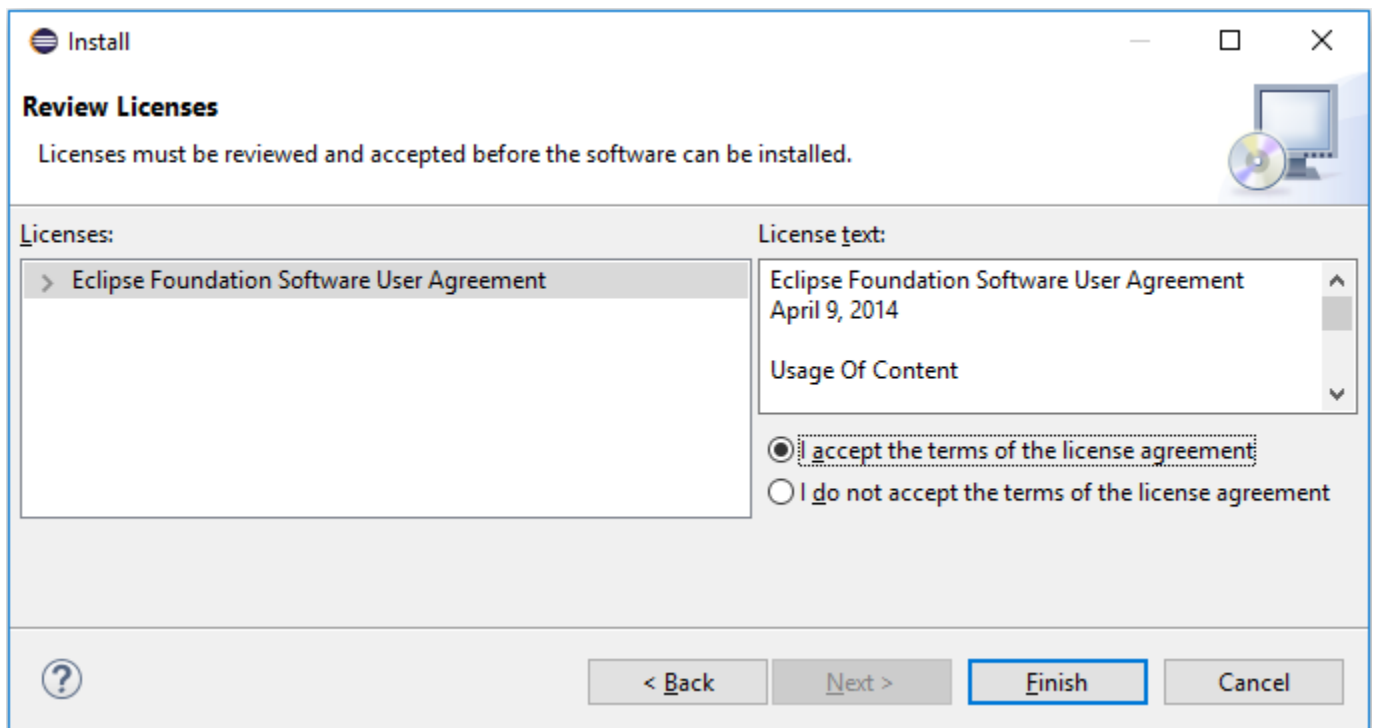 Install
Review Licenses
Licenses must be reviewed and accepted before the software can be installed.
Licenses:
Eclipse Foundation Software User Agreement
License text:
Eclipse Foundation Software User Agreement
April 9, 2014
Usage Of Content
I accept the terms of the license agreement
I do not accept the terms of the license agreement
?
< Back
Next >
Finish
Cancel